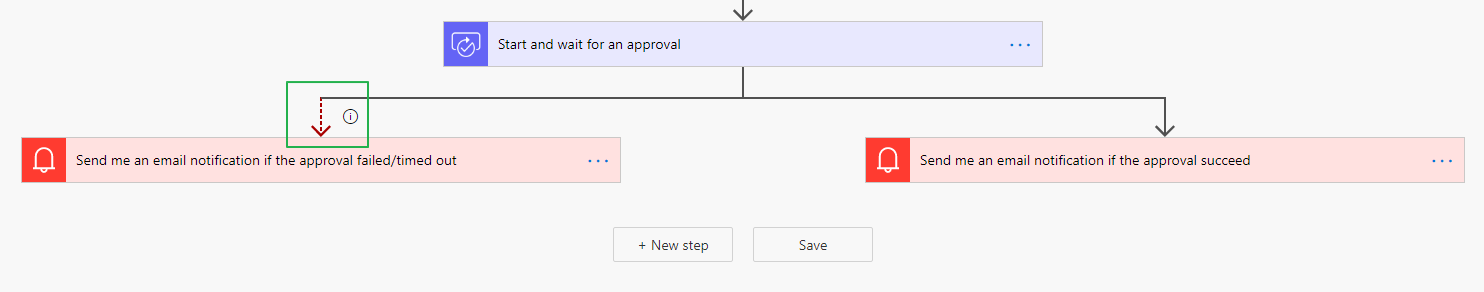 Start and wait for an approval
Send me an email notification if the approval failed/timed out
Send me an email notification if the approval succeed
+ New step
Save